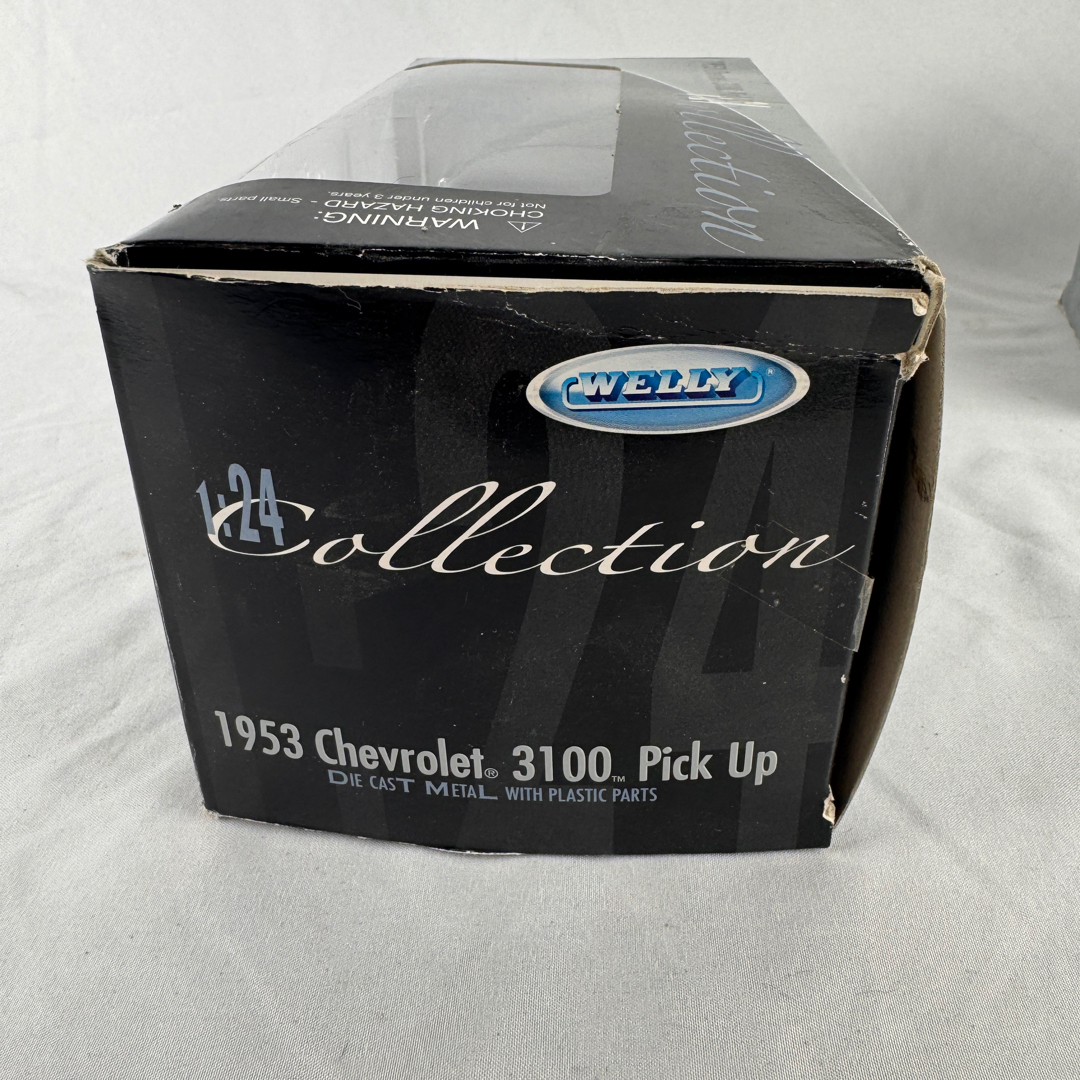 WARNING:
CHOKING HAZARD - Small parts
Not for children under 3 years.
Collection
WELLY®
1:24
Collection
1953 Chevrolet® 3100™ Pick Up
DIE CAST METAL WITH PLASTIC PARTS